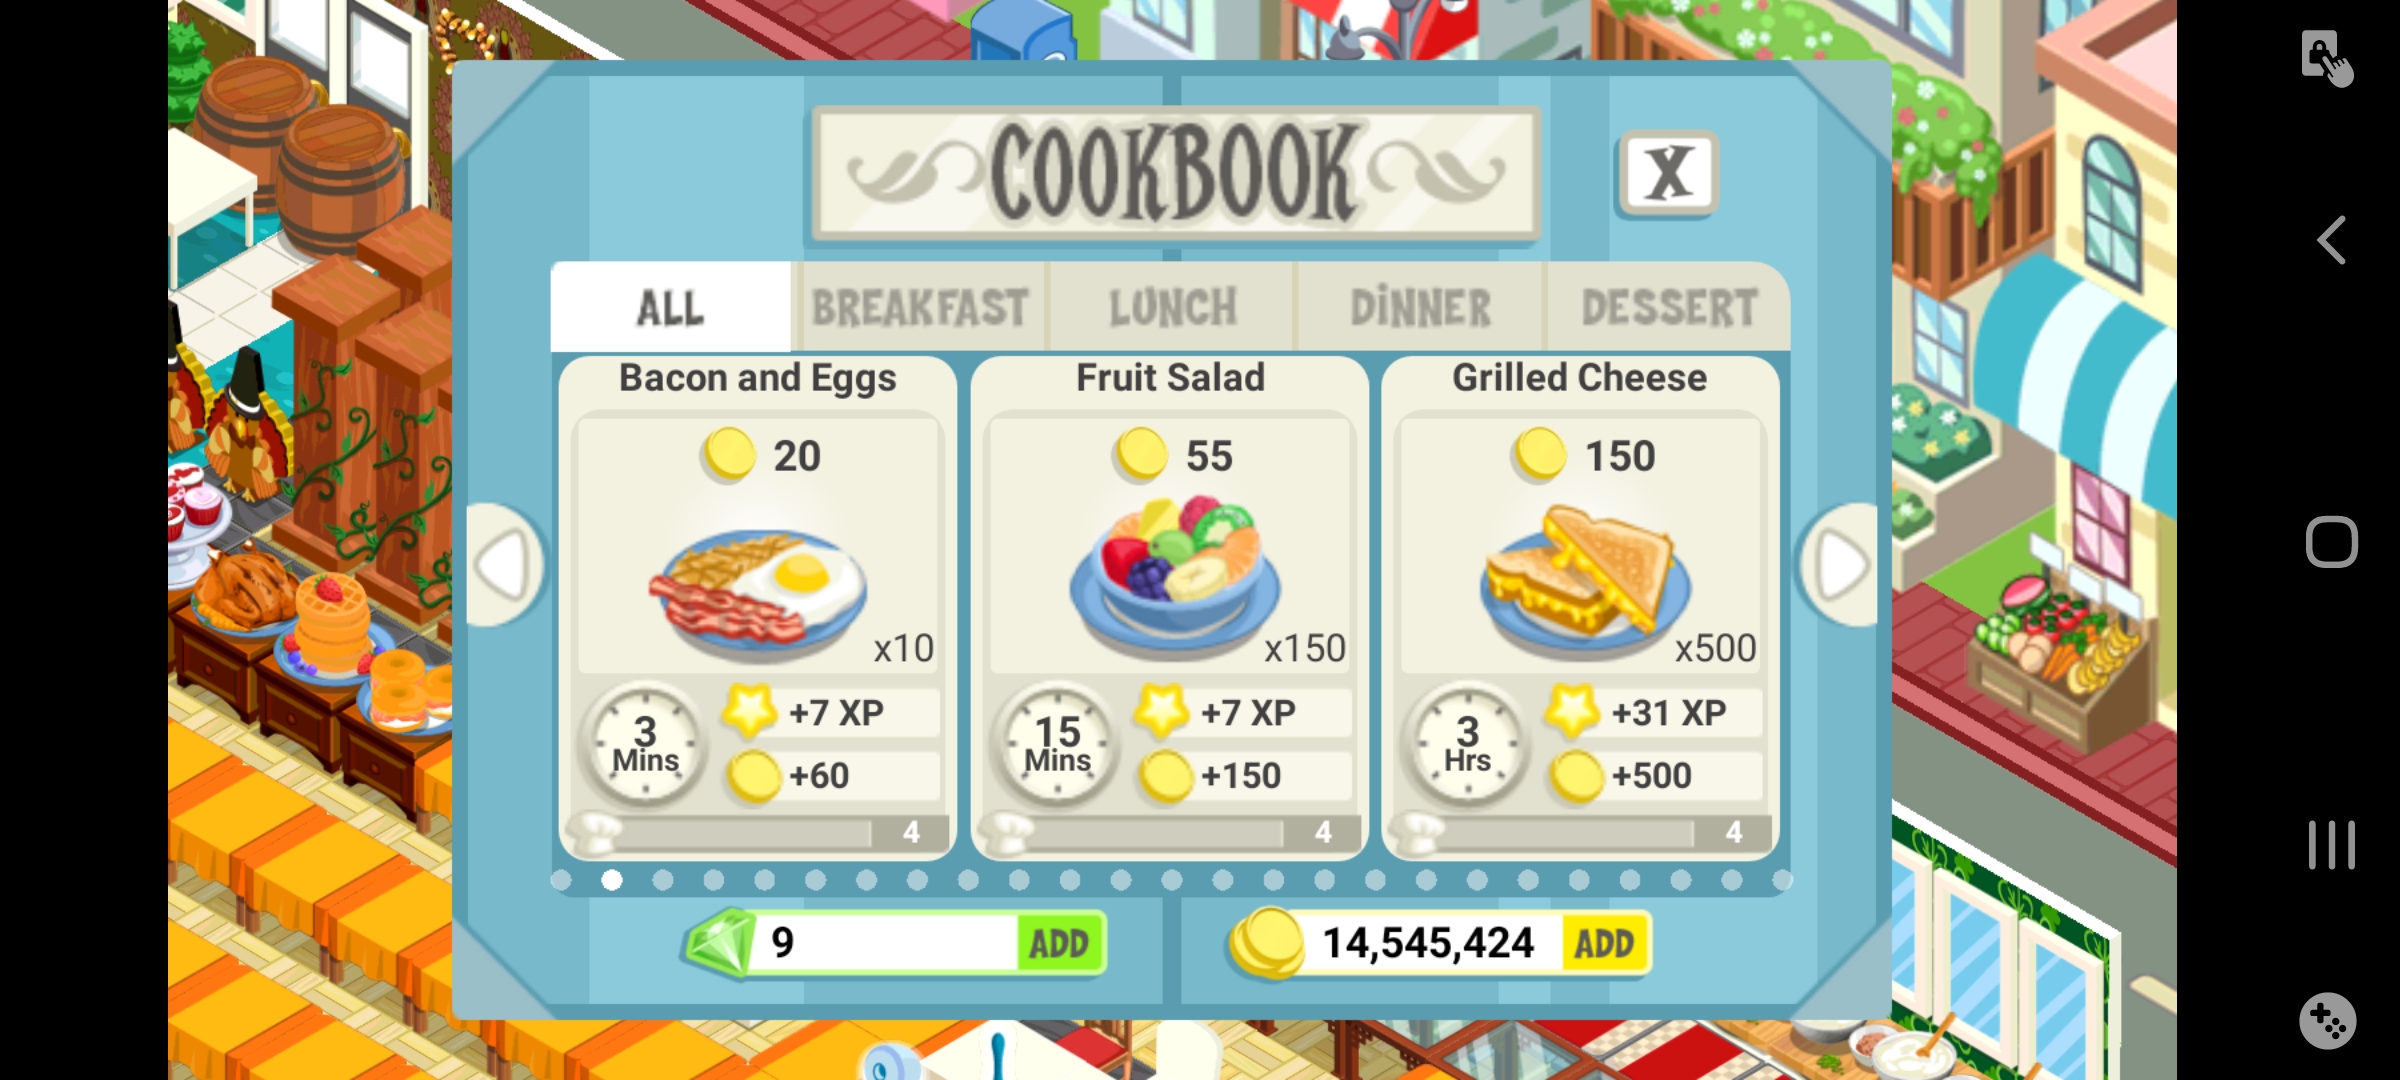 COOKBOOK
X
ALL
BREAKFAST
LUNCH
DINNER
DESSERT
Bacon and Eggs
20
x10
3
Mins
+7 XP
+60
4
Fruit Salad
55
x150
15
Mins
+7 XP
+150
4
Grilled Cheese
150
x500
3
Hrs
+31 XP
+500
4
9
ADD
14,545,424
ADD